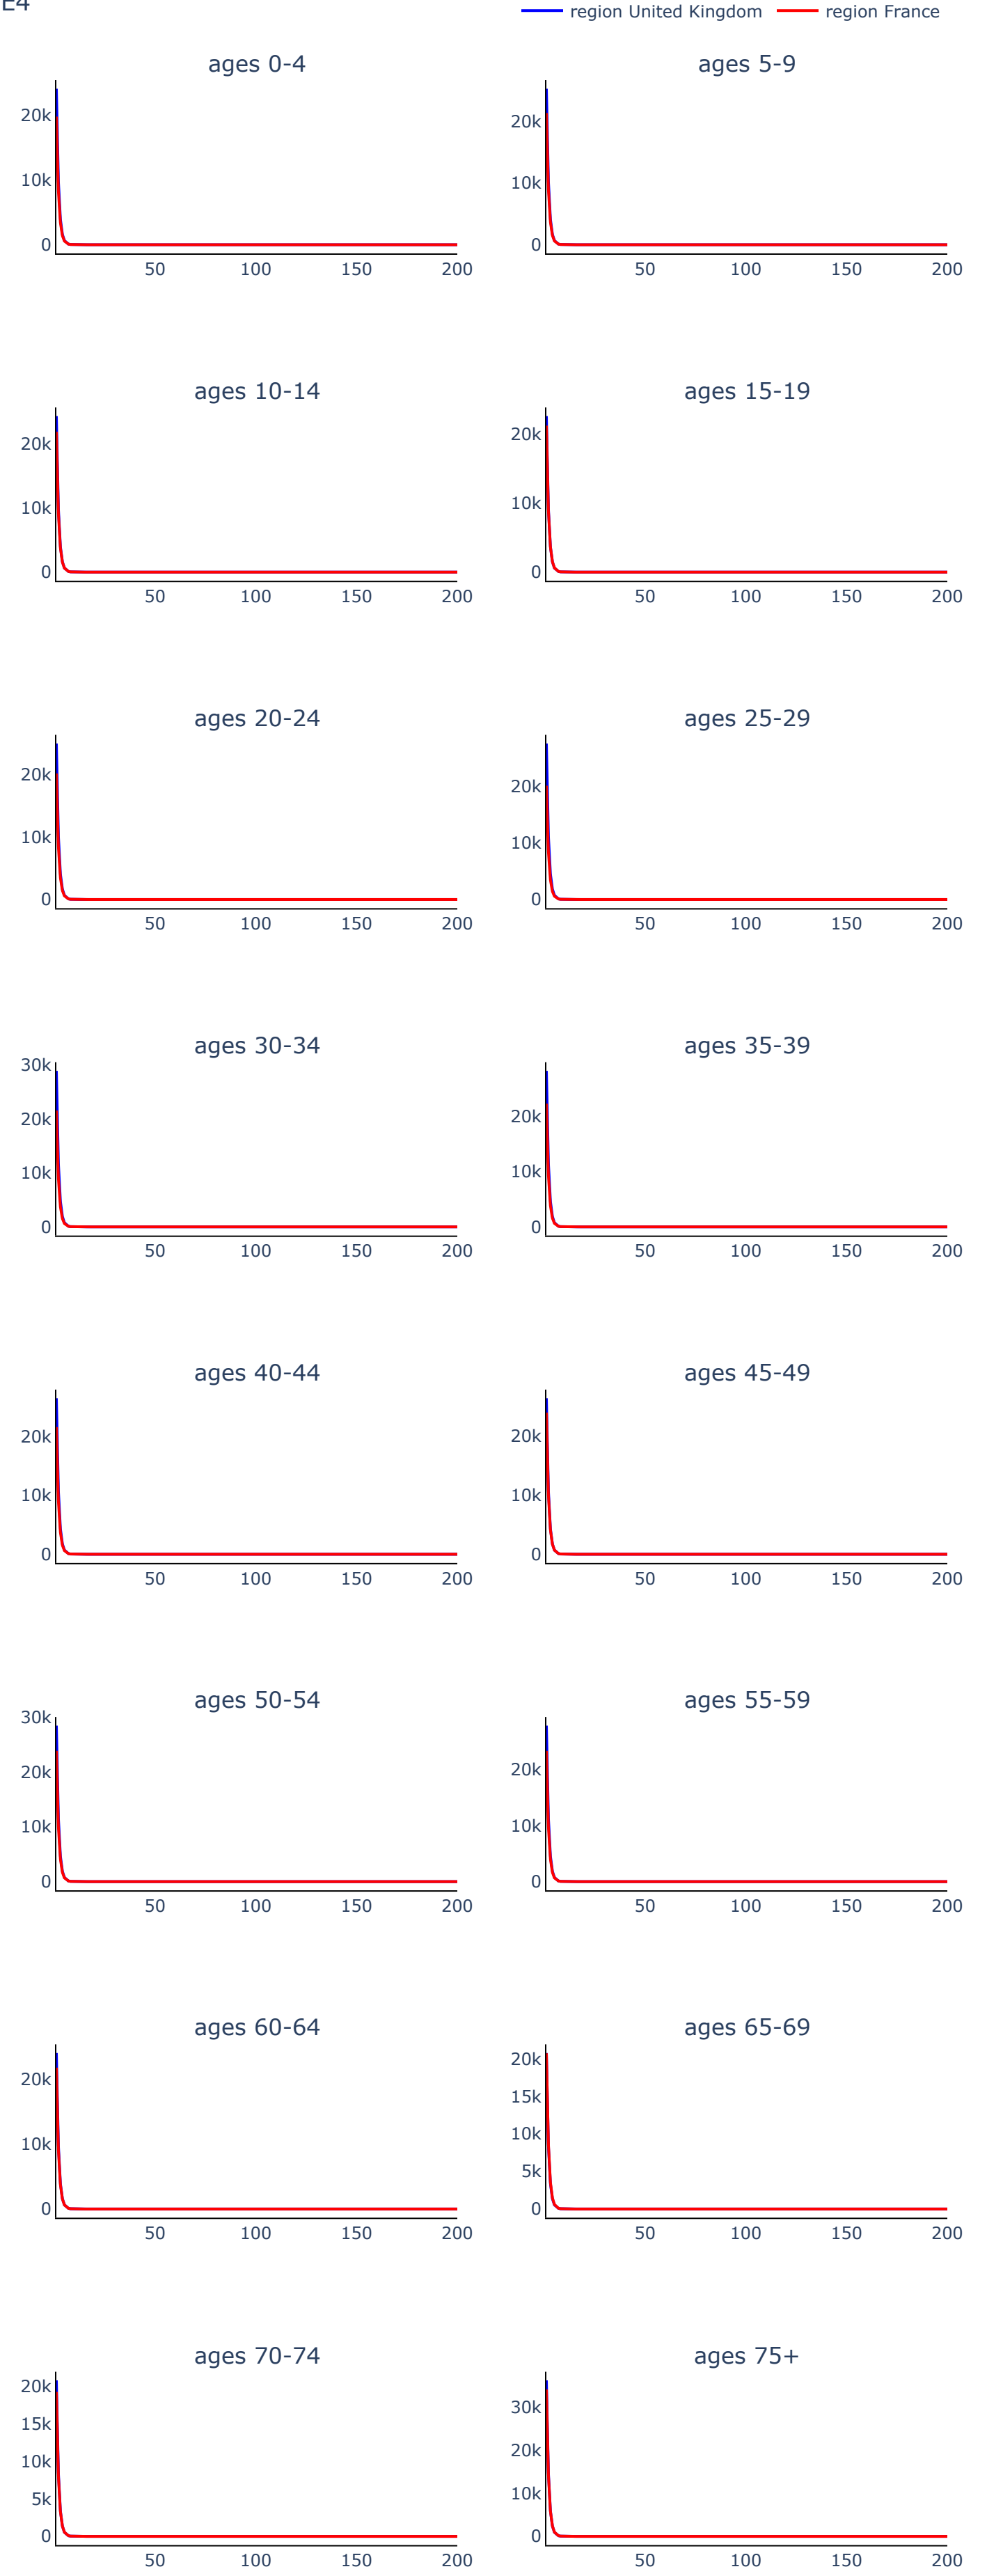 E4
region United Kingdom region France
ages 0-4 ages 5-9
20k 20k
10k 10k
0 0
50 100 150 200 50 100 150 200
ages 10-14 ages 15-19
20k 20k
10k 10k
0 0
50 100 150 200 50 100 150 200
ages 20-24 ages 25-29
20k 20k
10k 10k
0 0
50 100 150 200 50 100 150 200
ages 30-34 ages 35-39
30k
20k 20k
10k 10k
0 0
50 100 150 200 50 100 150 200
ages 40-44 ages 45-49
20k 20k
10k 10k
0 0
50 100 150 200 50 100 150 200
ages 50-54 ages 55-59
30k
20k 20k
10k 10k
0 0
50 100 150 200 50 100 150 200
ages 60-64 ages 65-69
20k 20k
15k
10k 10k
5k
0 0
50 100 150 200 50 100 150 200
ages 70-74 ages 75+
20k 30k
15k 20k
10k 10k
5k
0 0
50 100 150 200 50 100 150 200